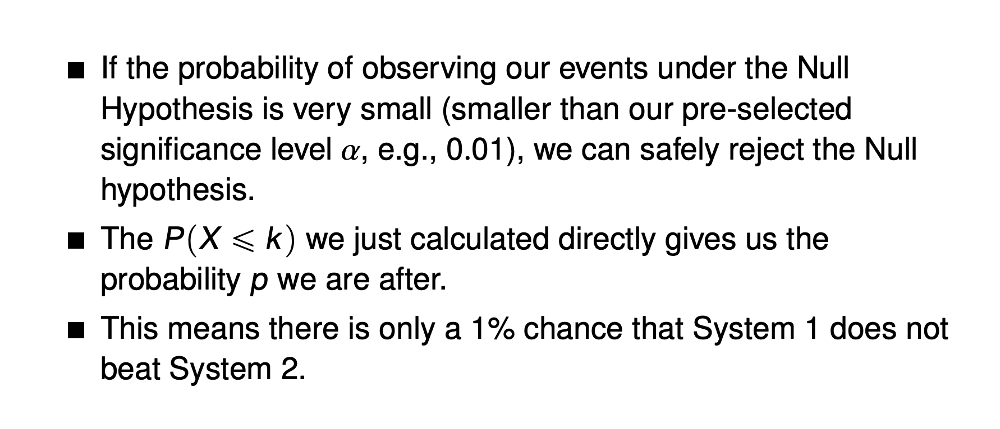 ■ If the probability of observing our events under the Null
Hypothesis is very small (smaller than our pre-selected
significance level α, e.g., 0.01), we can safely reject the Null
hypothesis.
■ The P(X ⩽ k) we just calculated directly gives us the
probability p we are after.
■ This means there is only a 1% chance that System 1 does not
beat System 2.